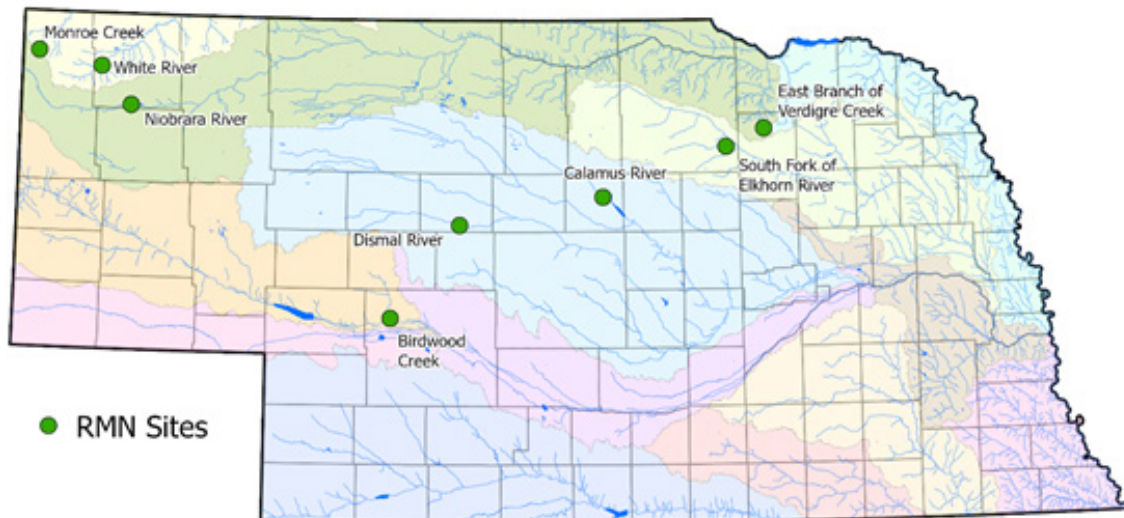 Monroe Creek
White River
Niobrara River
East Branch of
Verdigre Creek
South Fork of
Elkhorn River
Calamus River
Dismal River
Birdwood
Creek
RMN Sites